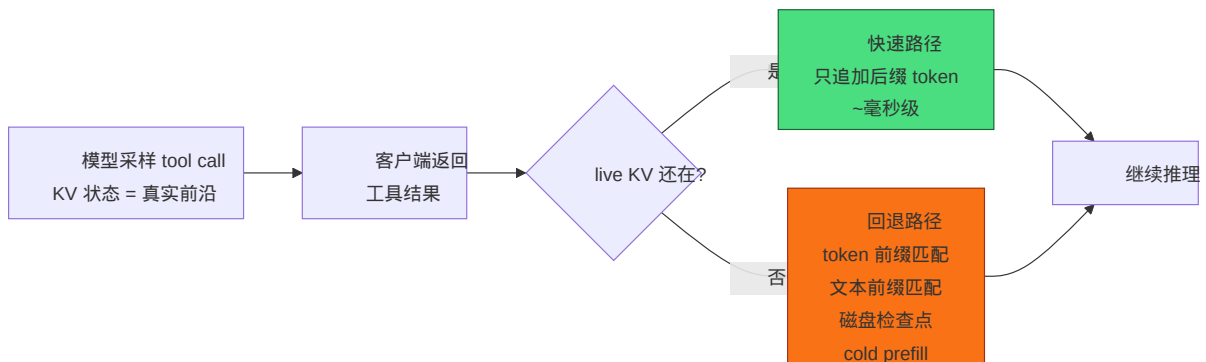 模型采样 tool call
KV 状态 = 真实前沿
客户端返回
工具结果
live KV 还在?
是
快速路径
只追加后缀 token
~毫秒级
否
回退路径
token 前缀匹配
文本前缀匹配
磁盘检查点
cold prefill
继续推理